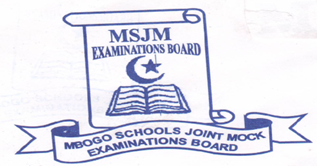 MSJM
EXAMINATIONS BOARD
MBOGO SCHOOLS JOINT MOCK
EXAMINATIONS BOARD